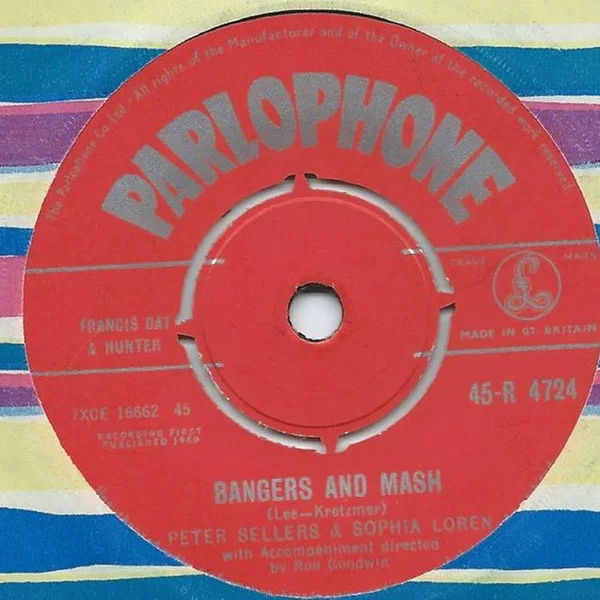 The Parlophone Co Ltd. · All rights of the Manufacturer and of the Owner of the recorded work reserved.
PARLOPHONE
TRADE MARK
£
FRANCIS DAY
& HUNTER
MADE IN GT. BRITAIN
7XCE 16662 45
45-R 4724
RECORDING FIRST
PUBLISHED 1960
BANGERS AND MASH
(Lee—Kretzmer)
PETER SELLERS & SOPHIA LOREN
with Accompaniment directed
by Ron Goodwin